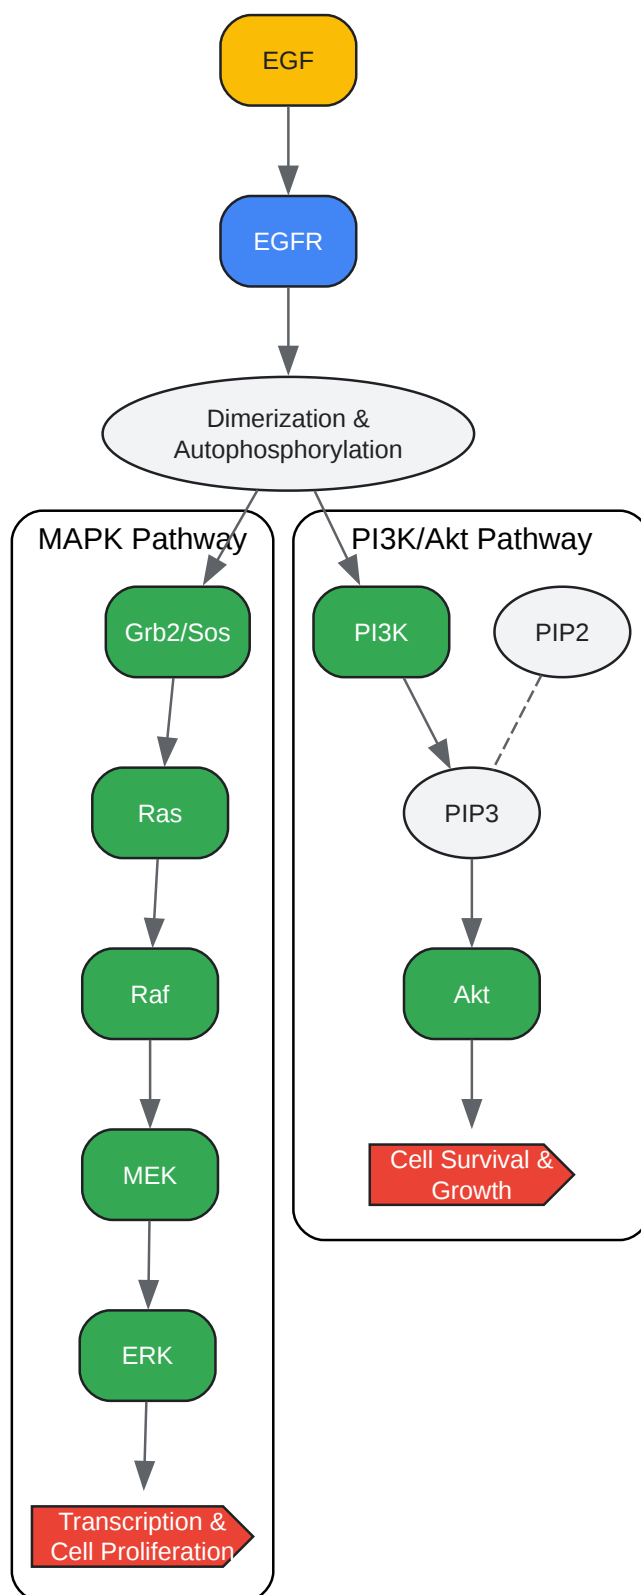 EGF
EGFR
Dimerization &
Autophosphorylation
MAPK Pathway
Grb2/Sos
Ras
Raf
MEK
ERK
Transcription &
Cell Proliferation
PI3K/Akt Pathway
PI3K
PIP2
PIP3
Akt
Cell Survival &
Growth